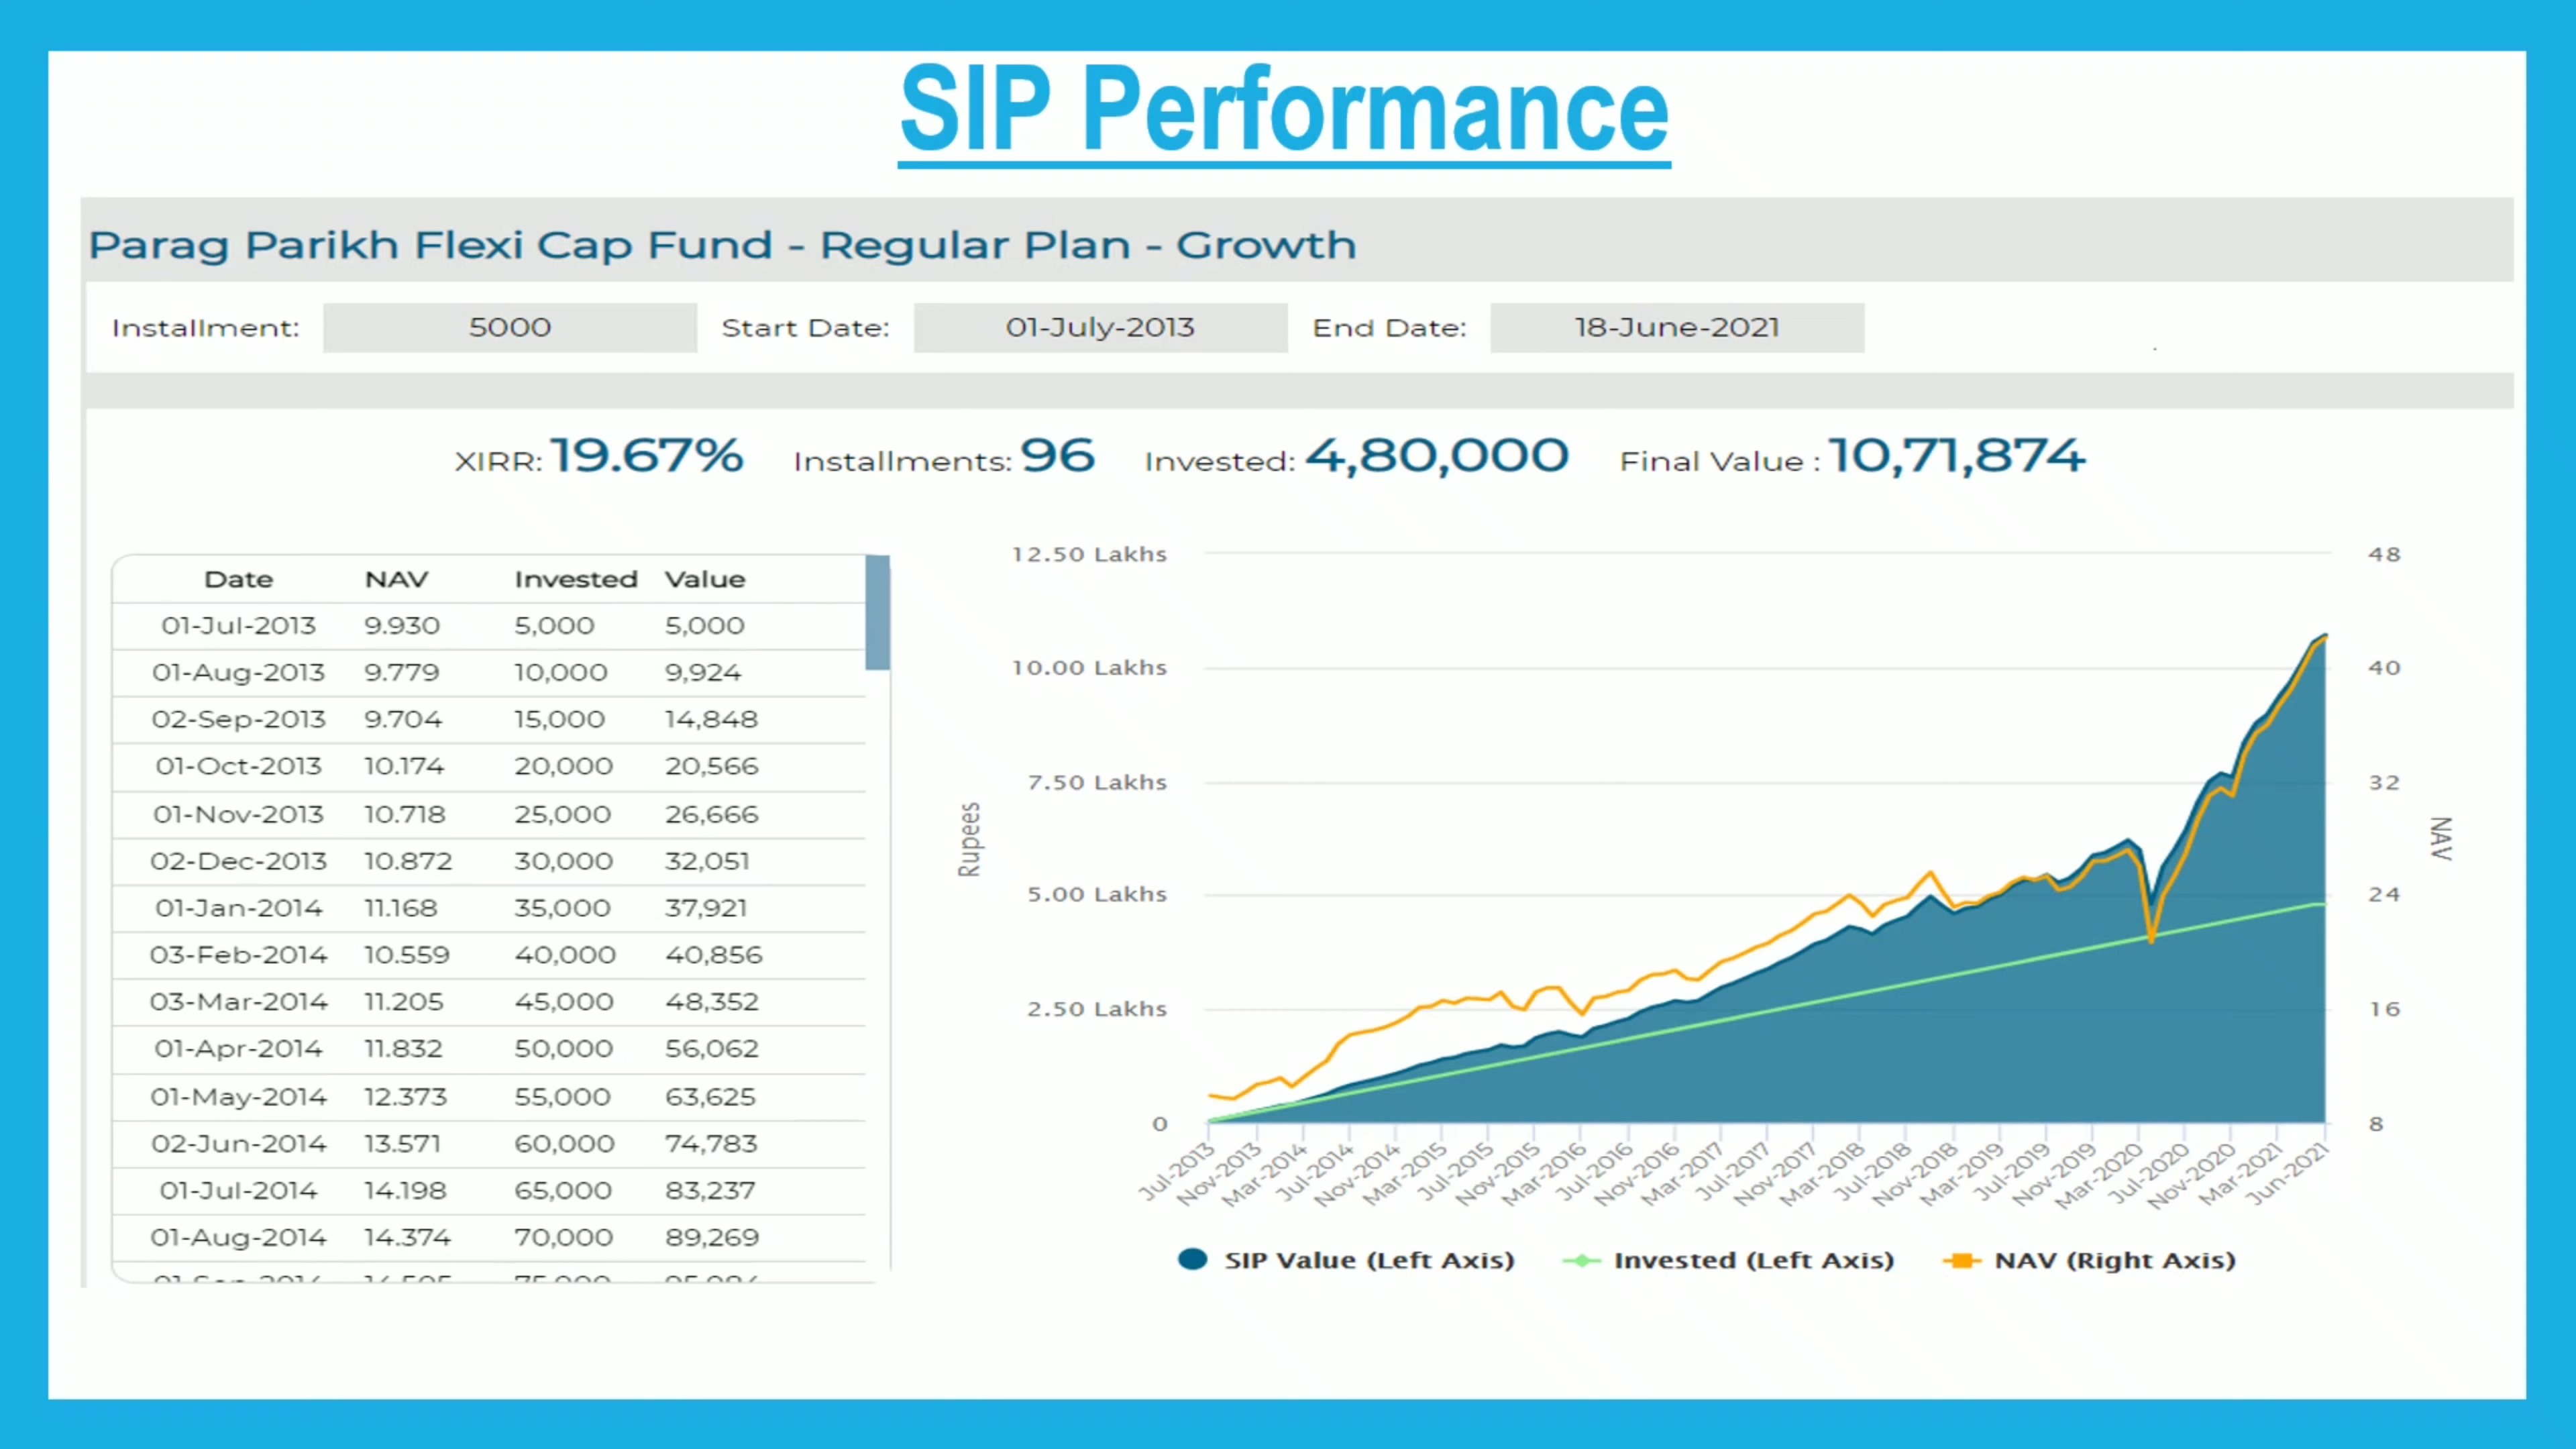 SIP Performance
Parag Parikh Flexi Cap Fund - Regular Plan - Growth
Installment: 5000 Start Date: 01-July-2013 End Date: 18-June-2021
XIRR: 19.67% Installments: 96 Invested: 4,80,000 Final Value : 10,71,874
Date NAV Invested Value
01-Jul-2013 9.930 5,000 5,000
01-Aug-2013 9.779 10,000 9,924
02-Sep-2013 9.704 15,000 14,848
01-Oct-2013 10.174 20,000 20,566
01-Nov-2013 10.718 25,000 26,666
02-Dec-2013 10.872 30,000 32,051
01-Jan-2014 11.168 35,000 37,921
03-Feb-2014 10.559 40,000 40,856
03-Mar-2014 11.205 45,000 48,352
01-Apr-2014 11.832 50,000 56,062
01-May-2014 12.373 55,000 63,625
02-Jun-2014 13.571 60,000 74,783
01-Jul-2014 14.198 65,000 83,237
01-Aug-2014 14.374 70,000 89,269
Rupees
12.50 Lakhs
10.00 Lakhs
7.50 Lakhs
5.00 Lakhs
2.50 Lakhs
0
48
40
32
24
16
8
NAV
Jul-2013 Nov-2013 Mar-2014 Jul-2014 Nov-2014 Mar-2015 Jul-2015 Nov-2015 Mar-2016 Jul-2016 Nov-2016 Mar-2017 Jul-2017 Nov-2017 Mar-2018 Jul-2018 Nov-2018 Mar-2019 Jul-2019 Nov-2019 Mar-2020 Jul-2020 Nov-2020 Mar-2021 Jun-2021
SIP Value (Left Axis) Invested (Left Axis) NAV (Right Axis)